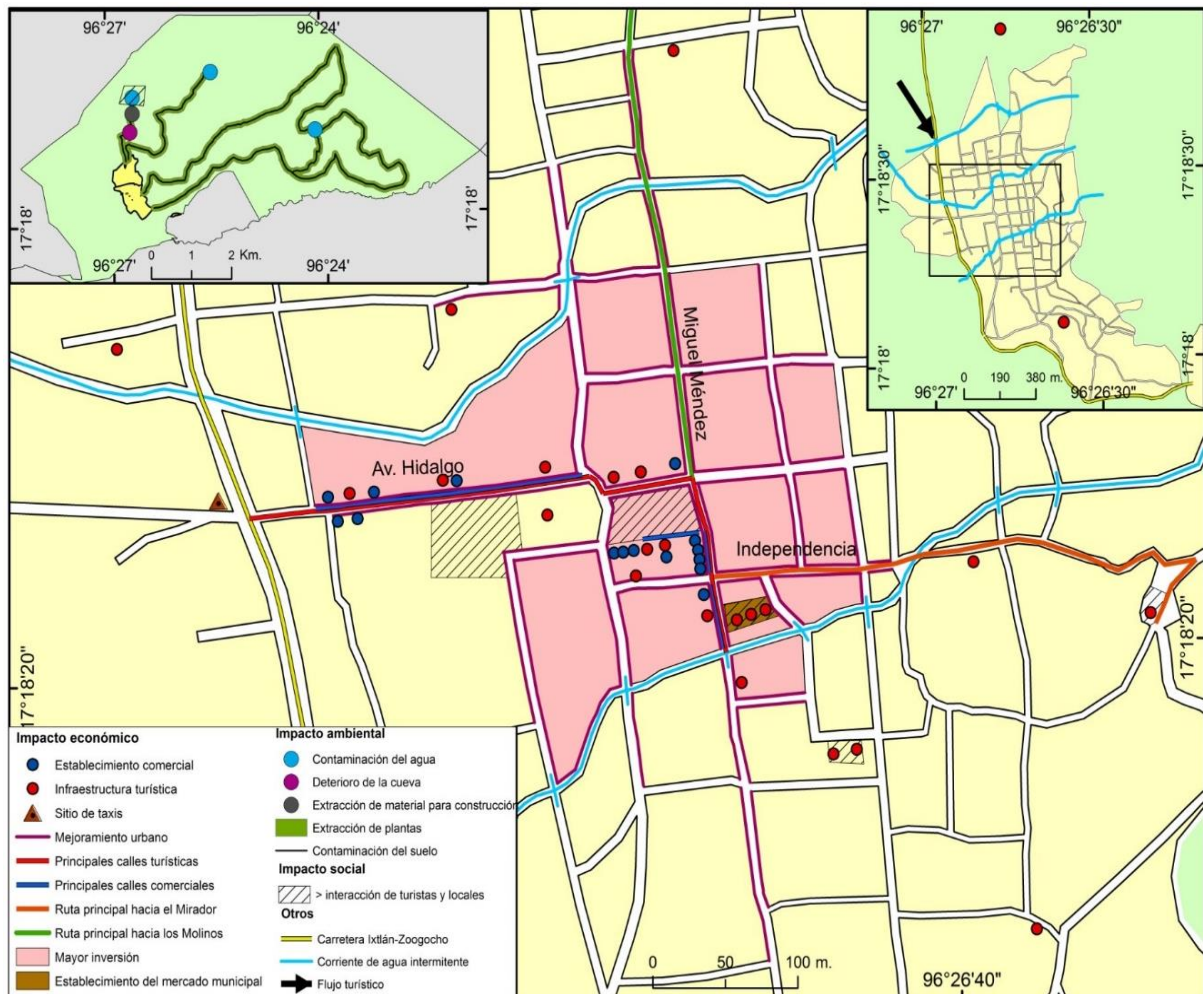 96°27' 96°24'
17°18' 17°18'
0 1 2 Km.
96°27' 96°24'
96°27' 96°26'30"
17°18'30" 17°18'30"
17°18' 17°18'
0 190 380 m.
96°27' 96°26'30"
Miguel Méndez
Av. Hidalgo
Independencia
17°18'20" 17°18'20"
0 50 100 m.
96°26'40"
Impacto económico
Establecimiento comercial
Infraestructura turística
Sitio de taxis
Mejoramiento urbano
Principales calles turísticas
Principales calles comerciales
Ruta principal hacia el Mirador
Ruta principal hacia los Molinos
Mayor inversión
Establecimiento del mercado municipal
Impacto ambiental
Contaminación del agua
Deterioro de la cueva
Extracción de material para construcción
Extracción de plantas
Contaminación del suelo
Impacto social
> interacción de turistas y locales
Otros
Carretera Ixtlán-Zoogocho
Corriente de agua intermitente
Flujo turístico